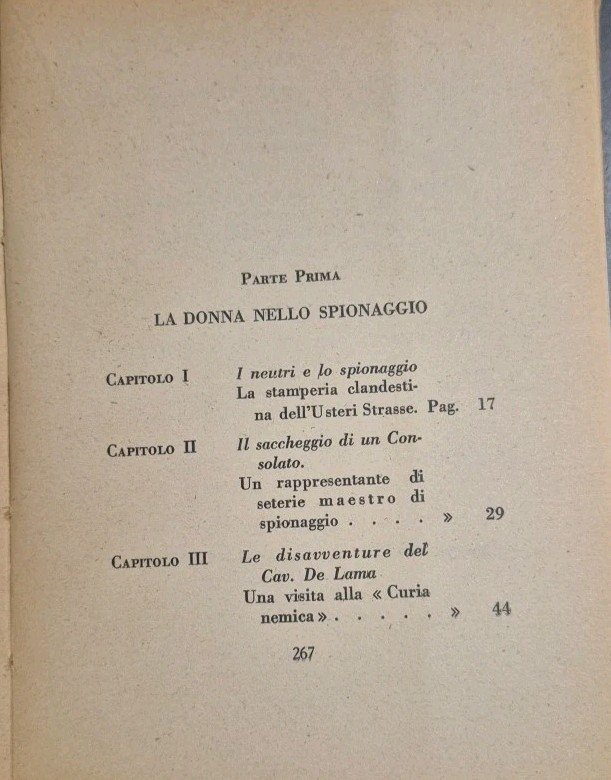 PARTE PRIMA
LA DONNA NELLO SPIONAGGIO
CAPITOLO I I neutri e lo spionaggio
La stamperia clandesti-
na dell'Usteri Strasse. Pag. 17
CAPITOLO II Il saccheggio di un Con-
solato.
Un rappresentante di
seterie maestro di
spionaggio . . . . » 29
CAPITOLO III Le disavventure del
Cav. De Lama
Una visita alla « Curia
nemica » . . . . . » 44
267